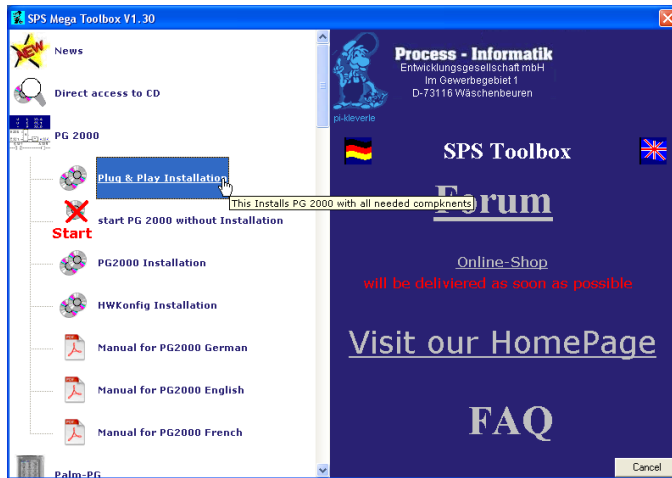 SPS Mega Toolbox V1.30
News
Direct access to CD
PG 2000
Plug & Play Installation
This Installs PG 2000 with all needed compknents
Start
start PG 2000 without Installation
PG2000 Installation
HWKonfig Installation
Manual for PG2000 German
Manual for PG2000 English
Manual for PG2000 French
Palm-PG
Process - Informatik
Entwicklungsgesellschaft mbH
Im Gewerbegebiet 1
D-73116 Wäschenbeuren
pi-kleverle
SPS Toolbox
Forum
Online-Shop
will be deliviered as soon as possible
Visit our HomePage
FAQ
Cancel